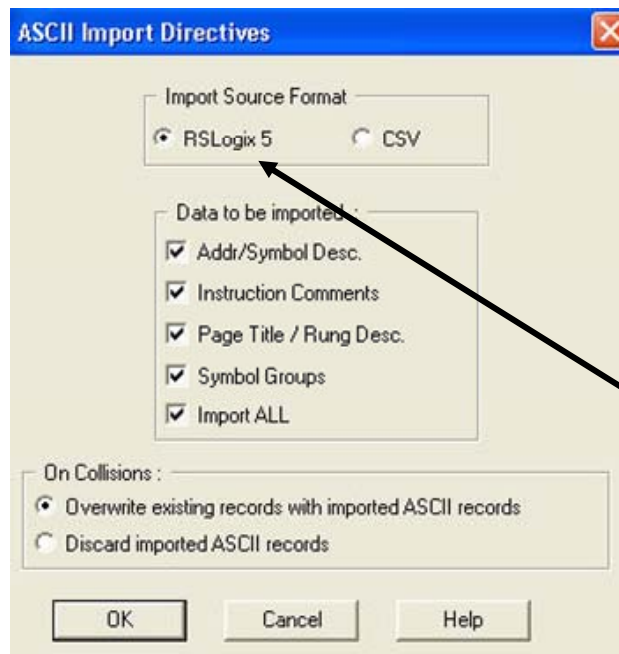 ASCII Import Directives
Import Source Format
RSLogix 5 CSV
Data to be imported :
Addr/Symbol Desc.
Instruction Comments
Page Title / Rung Desc.
Symbol Groups
Import ALL
On Collisions :
Overwrite existing records with imported ASCII records
Discard imported ASCII records
OK Cancel Help